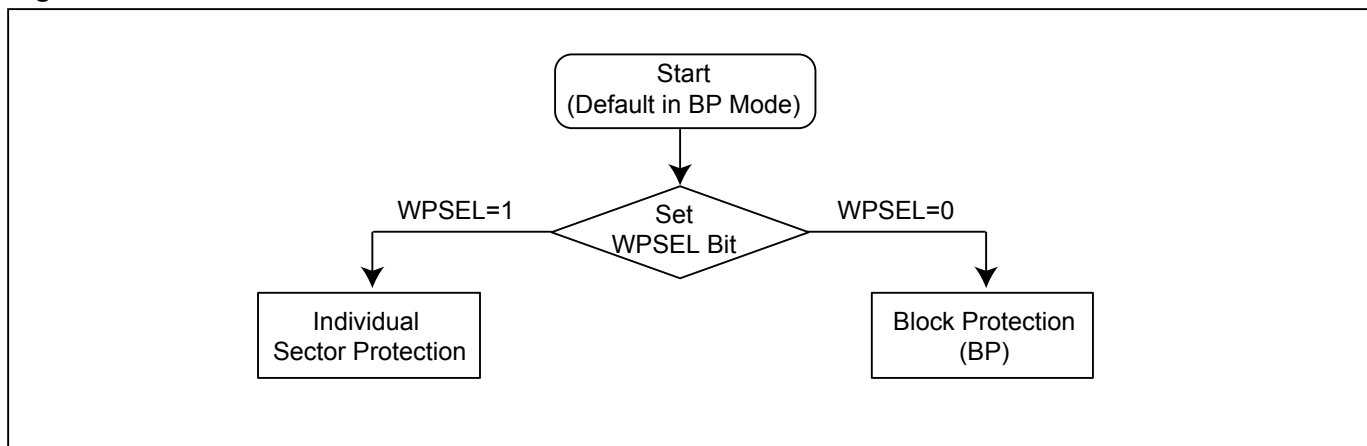 Start
(Default in BP Mode)
WPSEL=1
Set
WPSEL Bit
WPSEL=0
Individual
Sector Protection
Block Protection
(BP)